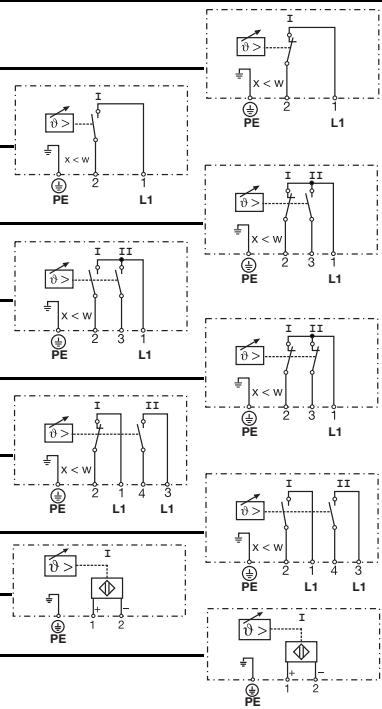 I
ϑ >
x < w
2 1
PE L1
I
ϑ >
x < w
2 1
PE L1
I II
ϑ >
x < w
2 3 1
PE L1
I II
ϑ >
x < w
2 3 1
PE L1
I II
ϑ >
x < w
2 3 1
PE L1
I II
ϑ >
x < w
2 1 4 3
PE L1 L1
I II
ϑ >
x < w
2 1 4 3
PE L1 L1
I
ϑ >
+ −
1 2
PE
I
ϑ >
+ −
1 2
PE